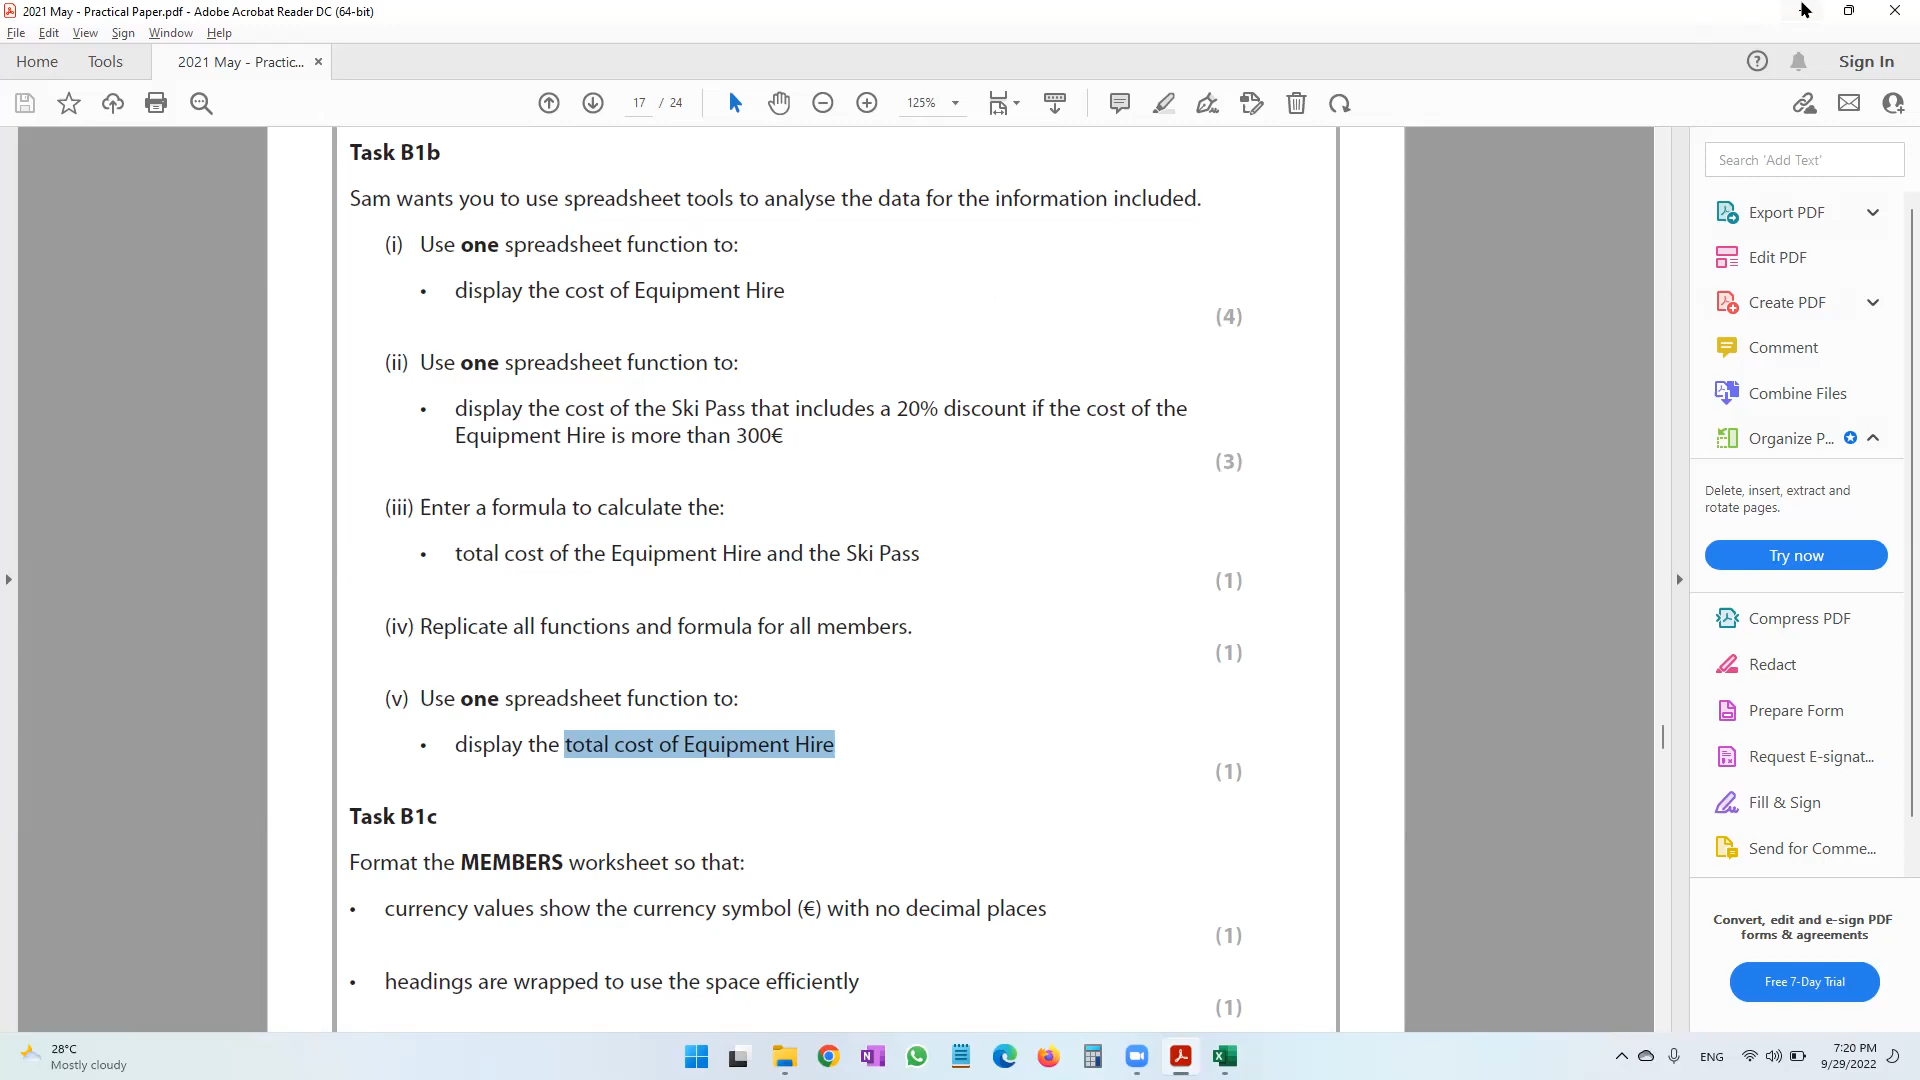 2021 May - Practical Paper.pdf - Adobe Acrobat Reader DC (64-bit)
File Edit View Sign Window Help
Home Tools 2021 May - Practic... × Sign In
17 / 24 125%
Task B1b
Sam wants you to use spreadsheet tools to analyse the data for the information included.
(i) Use one spreadsheet function to:
• display the cost of Equipment Hire
(4)
(ii) Use one spreadsheet function to:
• display the cost of the Ski Pass that includes a 20% discount if the cost of the
Equipment Hire is more than 300€
(3)
(iii) Enter a formula to calculate the:
• total cost of the Equipment Hire and the Ski Pass
(1)
(iv) Replicate all functions and formula for all members.
(1)
(v) Use one spreadsheet function to:
• display the total cost of Equipment Hire
(1)
Task B1c
Format the MEMBERS worksheet so that:
• currency values show the currency symbol (€) with no decimal places
(1)
• headings are wrapped to use the space efficiently
(1)
Search 'Add Text'
Export PDF
Edit PDF
Create PDF
Comment
Combine Files
Organize P...
Delete, insert, extract and
rotate pages.
Try now
Compress PDF
Redact
Prepare Form
Request E-signat...
Fill & Sign
Send for Comme...
Convert, edit and e-sign PDF
forms & agreements
Free 7-Day Trial
28°C
Mostly cloudy
ENG
7:20 PM
9/29/2022